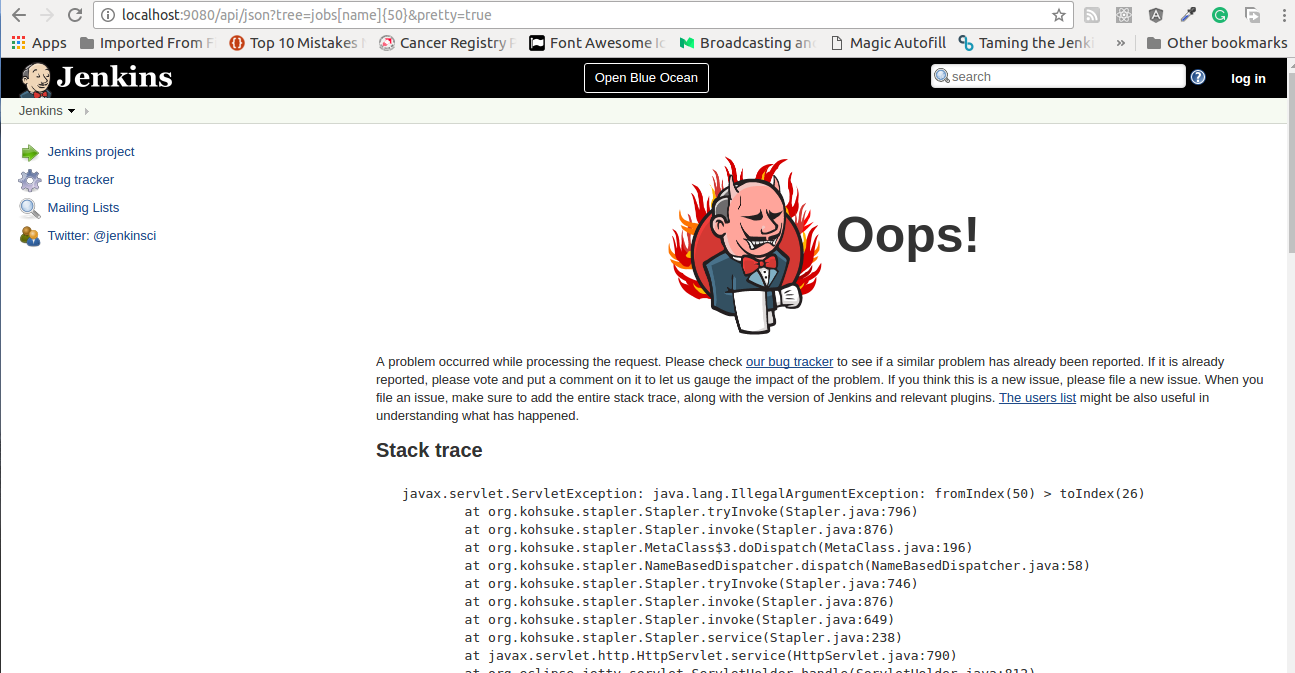 localhost:9080/api/json?tree=jobs[name]{50}&pretty=true
Apps Imported From F Top 10 Mistakes Cancer Registry Font Awesome Broadcasting an Magic Autofill Taming the Jenki » Other bookmarks
Jenkins Open Blue Ocean search ? log in
Jenkins
Jenkins project
Bug tracker
Mailing Lists
Twitter: @jenkinsci
Oops!
A problem occurred while processing the request. Please check our bug tracker to see if a similar problem has already been reported. If it is already
reported, please vote and put a comment on it to let us gauge the impact of the problem. If you think this is a new issue, please file a new issue. When you
file an issue, make sure to add the entire stack trace, along with the version of Jenkins and relevant plugins. The users list might be also useful in
understanding what has happened.
Stack trace
javax.servlet.ServletException: java.lang.IllegalArgumentException: fromIndex(50) > toIndex(26)
at org.kohsuke.stapler.Stapler.tryInvoke(Stapler.java:796)
at org.kohsuke.stapler.Stapler.invoke(Stapler.java:876)
at org.kohsuke.stapler.MetaClass$3.doDispatch(MetaClass.java:196)
at org.kohsuke.stapler.NameBasedDispatcher.dispatch(NameBasedDispatcher.java:58)
at org.kohsuke.stapler.Stapler.tryInvoke(Stapler.java:746)
at org.kohsuke.stapler.Stapler.invoke(Stapler.java:876)
at org.kohsuke.stapler.Stapler.invoke(Stapler.java:649)
at org.kohsuke.stapler.Stapler.service(Stapler.java:238)
at javax.servlet.http.HttpServlet.service(HttpServlet.java:790)
at org.eclipse.jetty.servlet.ServletHolder.handle(ServletHolder.java:812)